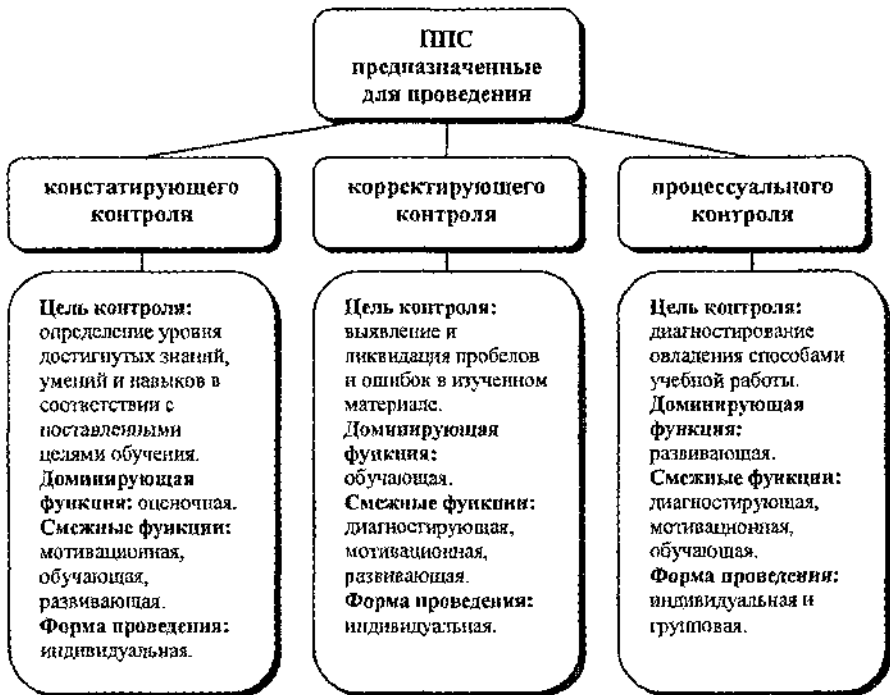 ППС
предназначенные
для проведения
констатирующего
контроля
корректирующего
контроля
процессуального
контроля
Цель контроля:
определение уровня
достигнутых знаний,
умений и навыков в
соответствии с
поставленными
целями обучения.
Доминирующая
функция: оценочная.
Смежные функции:
мотивационная,
обучающая,
развивающая.
Форма проведения:
индивидуальная.
Цель контроля:
выявление и
ликвидация пробелов
и ошибок в изученном
материале.
Доминирующая
функция:
обучающая.
Смежные функции:
диагностирующая,
мотивационная,
развивающая.
Форма проведения:
индивидуальная.
Цель контроля:
диагностирование
овладения способами
учебной работы.
Доминирующая
функция:
развивающая.
Смежные функции:
диагностирующая,
мотивационная,
обучающая.
Форма проведения:
индивидуальная и
групповая.